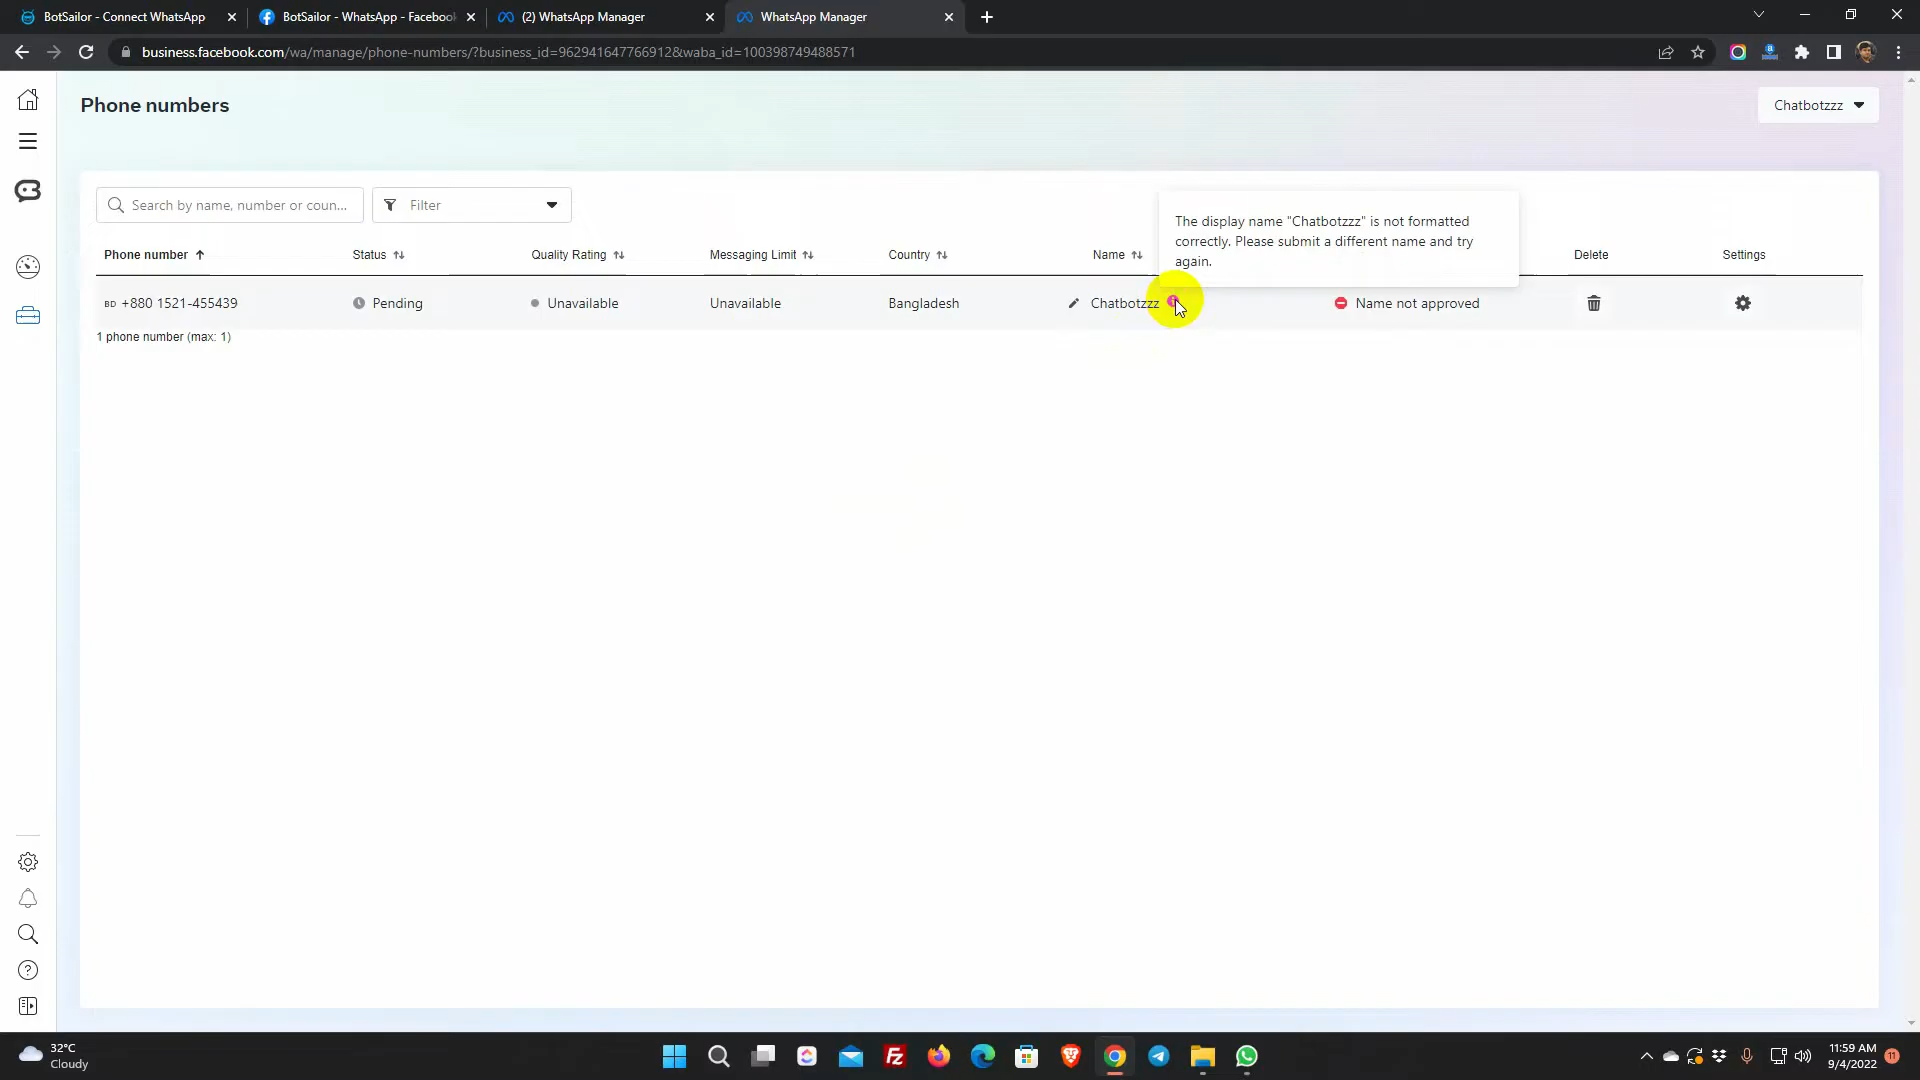 BotSailor - Connect WhatsApp
BotSailor - WhatsApp - Facebook
(2) WhatsApp Manager
WhatsApp Manager
business.facebook.com/wa/manage/phone-numbers/?business_id=962941647766912&waba_id=100398749488571
Phone numbers
Chatbotzzz
Search by name, number or coun...
Filter
The display name "Chatbotzzz" is not formatted
correctly. Please submit a different name and try
again.
Phone number
Status
Quality Rating
Messaging Limit
Country
Name
Delete
Settings
BD +880 1521-455439
Pending
Unavailable
Unavailable
Bangladesh
Chatbotzzz
Name not approved
1 phone number (max: 1)
32°C
Cloudy
11:59 AM
9/4/2022
11